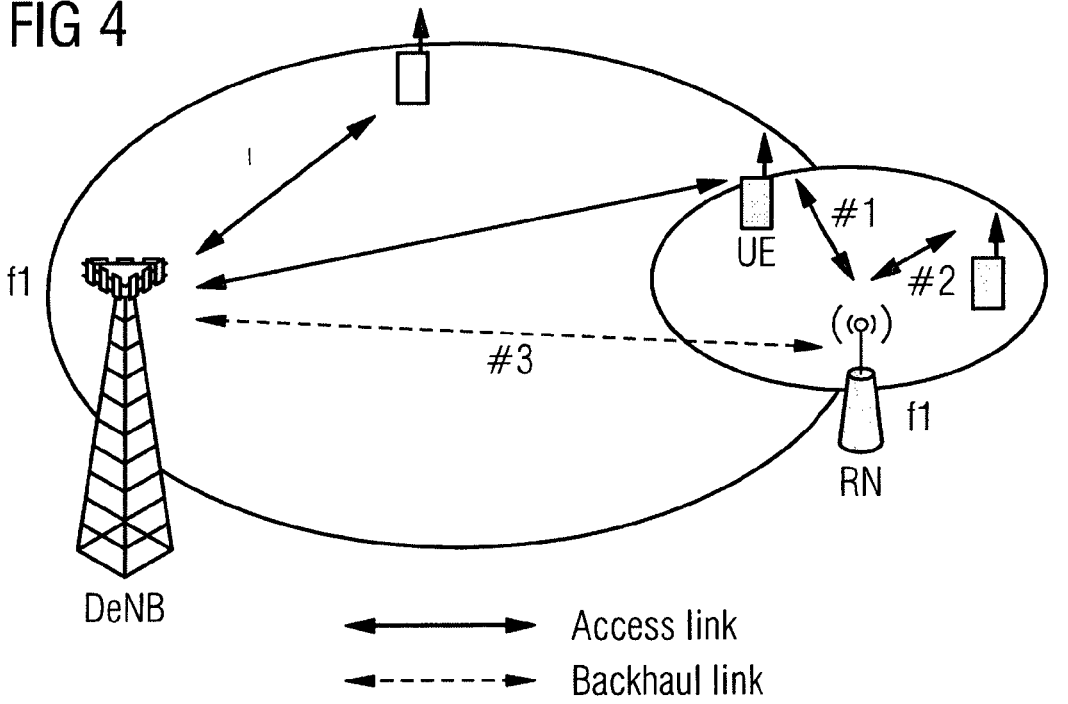 FIG 4
f1
UE
#1
#2
#3
f1
RN
DeNB
Access link
Backhaul link